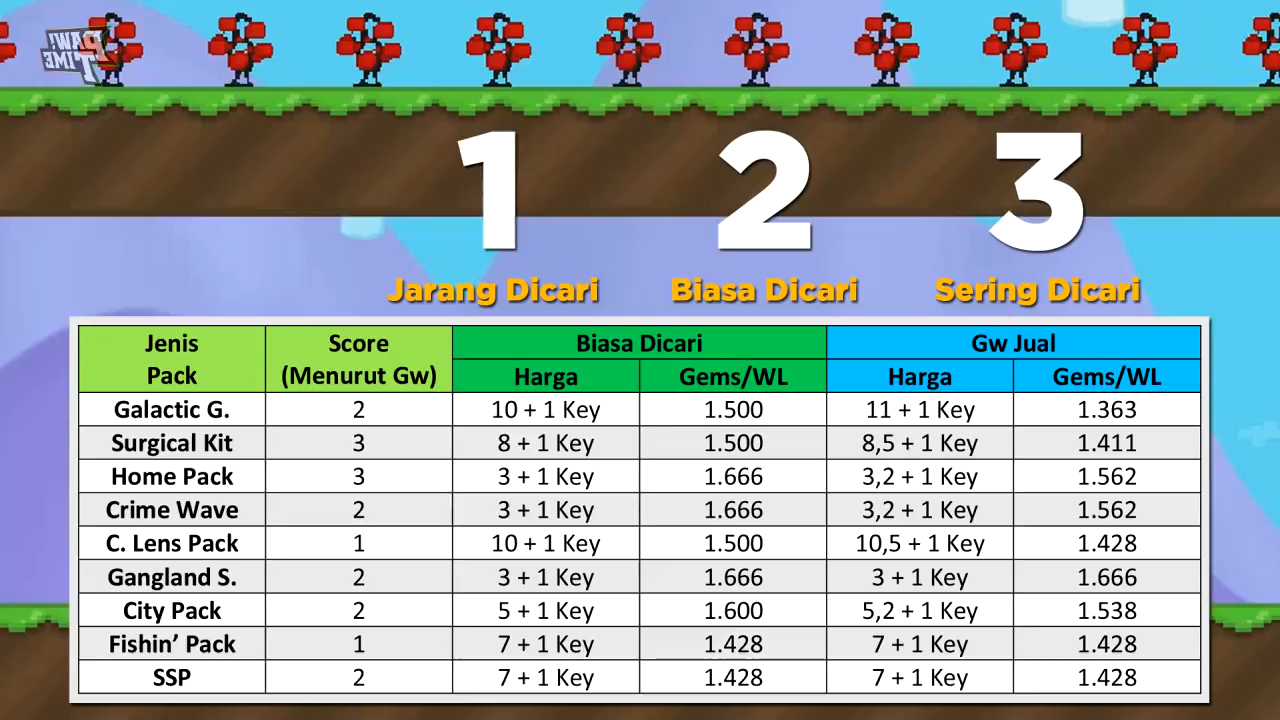 PAW!
TIME
1 2 3
Jarang Dicari Biasa Dicari Sering Dicari
Jenis Pack Score (Menurut Gw) Biasa Dicari Gw Jual
Harga Gems/WL Harga Gems/WL
Galactic G. 2 10 + 1 Key 1.500 11 + 1 Key 1.363
Surgical Kit 3 8 + 1 Key 1.500 8,5 + 1 Key 1.411
Home Pack 3 3 + 1 Key 1.666 3,2 + 1 Key 1.562
Crime Wave 2 3 + 1 Key 1.666 3,2 + 1 Key 1.562
C. Lens Pack 1 10 + 1 Key 1.500 10,5 + 1 Key 1.428
Gangland S. 2 3 + 1 Key 1.666 3 + 1 Key 1.666
City Pack 2 5 + 1 Key 1.600 5,2 + 1 Key 1.538
Fishin’ Pack 1 7 + 1 Key 1.428 7 + 1 Key 1.428
SSP 2 7 + 1 Key 1.428 7 + 1 Key 1.428